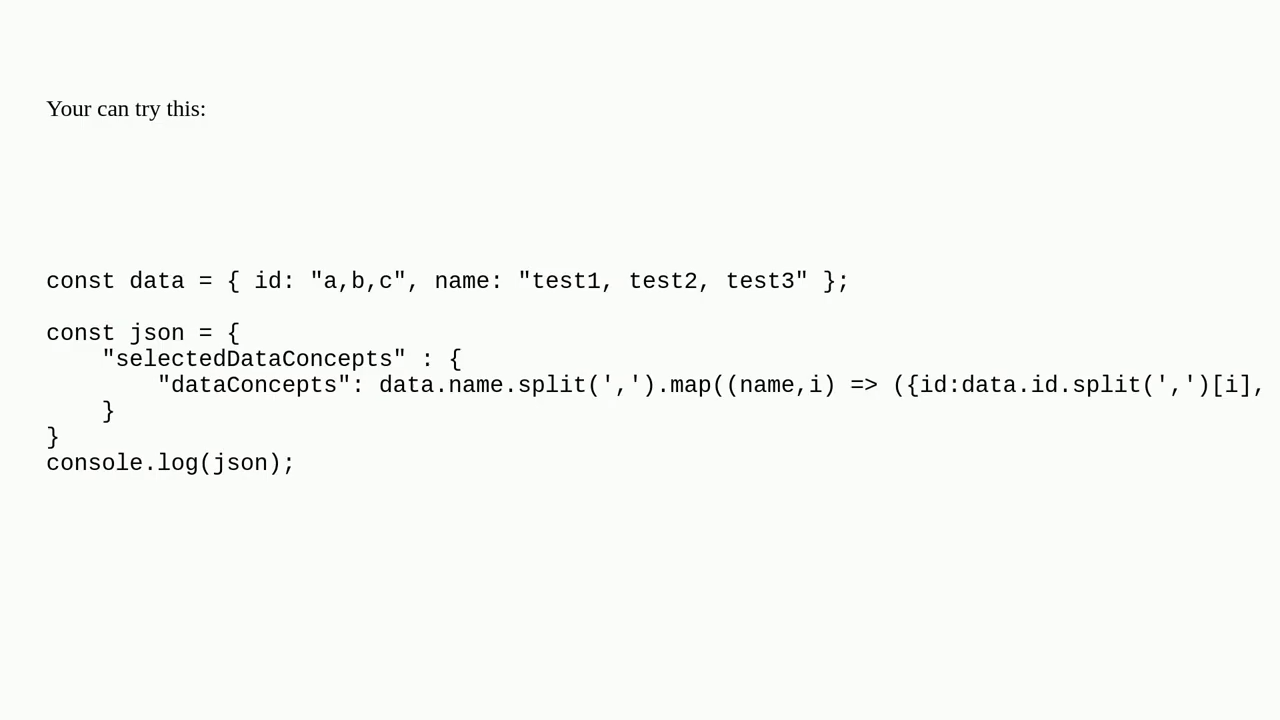 Your can try this:
const data = { id: "a,b,c", name: "test1, test2, test3" };
const json = {
    "selectedDataConcepts" : {
        "dataConcepts": data.name.split(',').map((name,i) => ({id:data.id.split(',')[i],
    }
}
console.log(json);